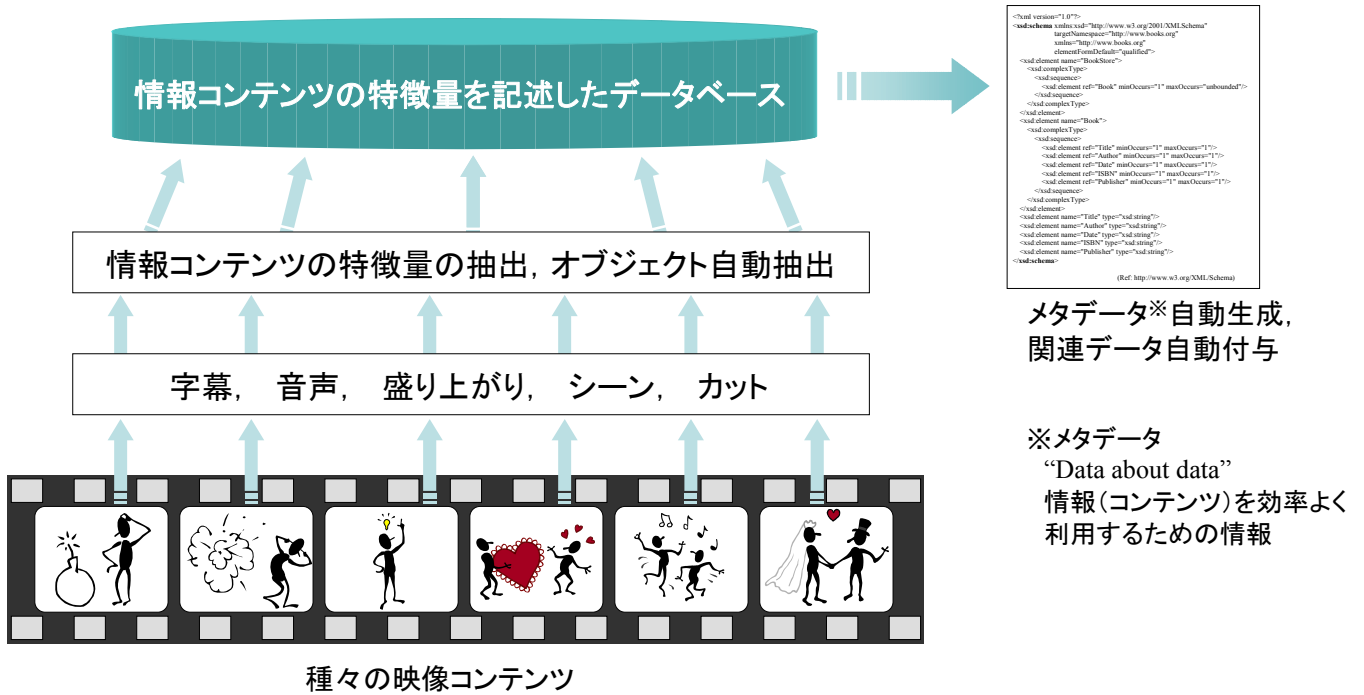 情報コンテンツの特徴量を記述したデータベース
情報コンテンツの特徴量の抽出, オブジェクト自動抽出
字幕, 音声, 盛り上がり, シーン, カット
種々の映像コンテンツ
<?xml version="1.0"?>
<xsd:schema xmlns:xsd="http://www.w3.org/2001/XMLSchema"
targetNamespace="http://www.books.org"
xmlns="http://www.books.org"
elementFormDefault="qualified">
<xsd:element name="BookStore">
<xsd:complexType>
<xsd:sequence>
<xsd:element ref="Book" minOccurs="1" maxOccurs="unbounded"/>
</xsd:sequence>
</xsd:complexType>
</xsd:element>
<xsd:element name="Book">
<xsd:complexType>
<xsd:sequence>
<xsd:element ref="Title" minOccurs="1" maxOccurs="1"/>
<xsd:element ref="Author" minOccurs="1" maxOccurs="1"/>
<xsd:element ref="Date" minOccurs="1" maxOccurs="1"/>
<xsd:element ref="ISBN" minOccurs="1" maxOccurs="1"/>
<xsd:element ref="Publisher" minOccurs="1" maxOccurs="1"/>
</xsd:sequence>
</xsd:complexType>
</xsd:element>
<xsd:element name="Title" type="xsd:string"/>
<xsd:element name="Author" type="xsd:string"/>
<xsd:element name="Date" type="xsd:string"/>
<xsd:element name="ISBN" type="xsd:string"/>
<xsd:element name="Publisher" type="xsd:string"/>
</xsd:schema>
(Ref: http://www.w3.org/XML/Schema)
メタデータ※自動生成,
関連データ自動付与
※メタデータ
“Data about data”
情報(コンテンツ)を効率よく
利用するための情報